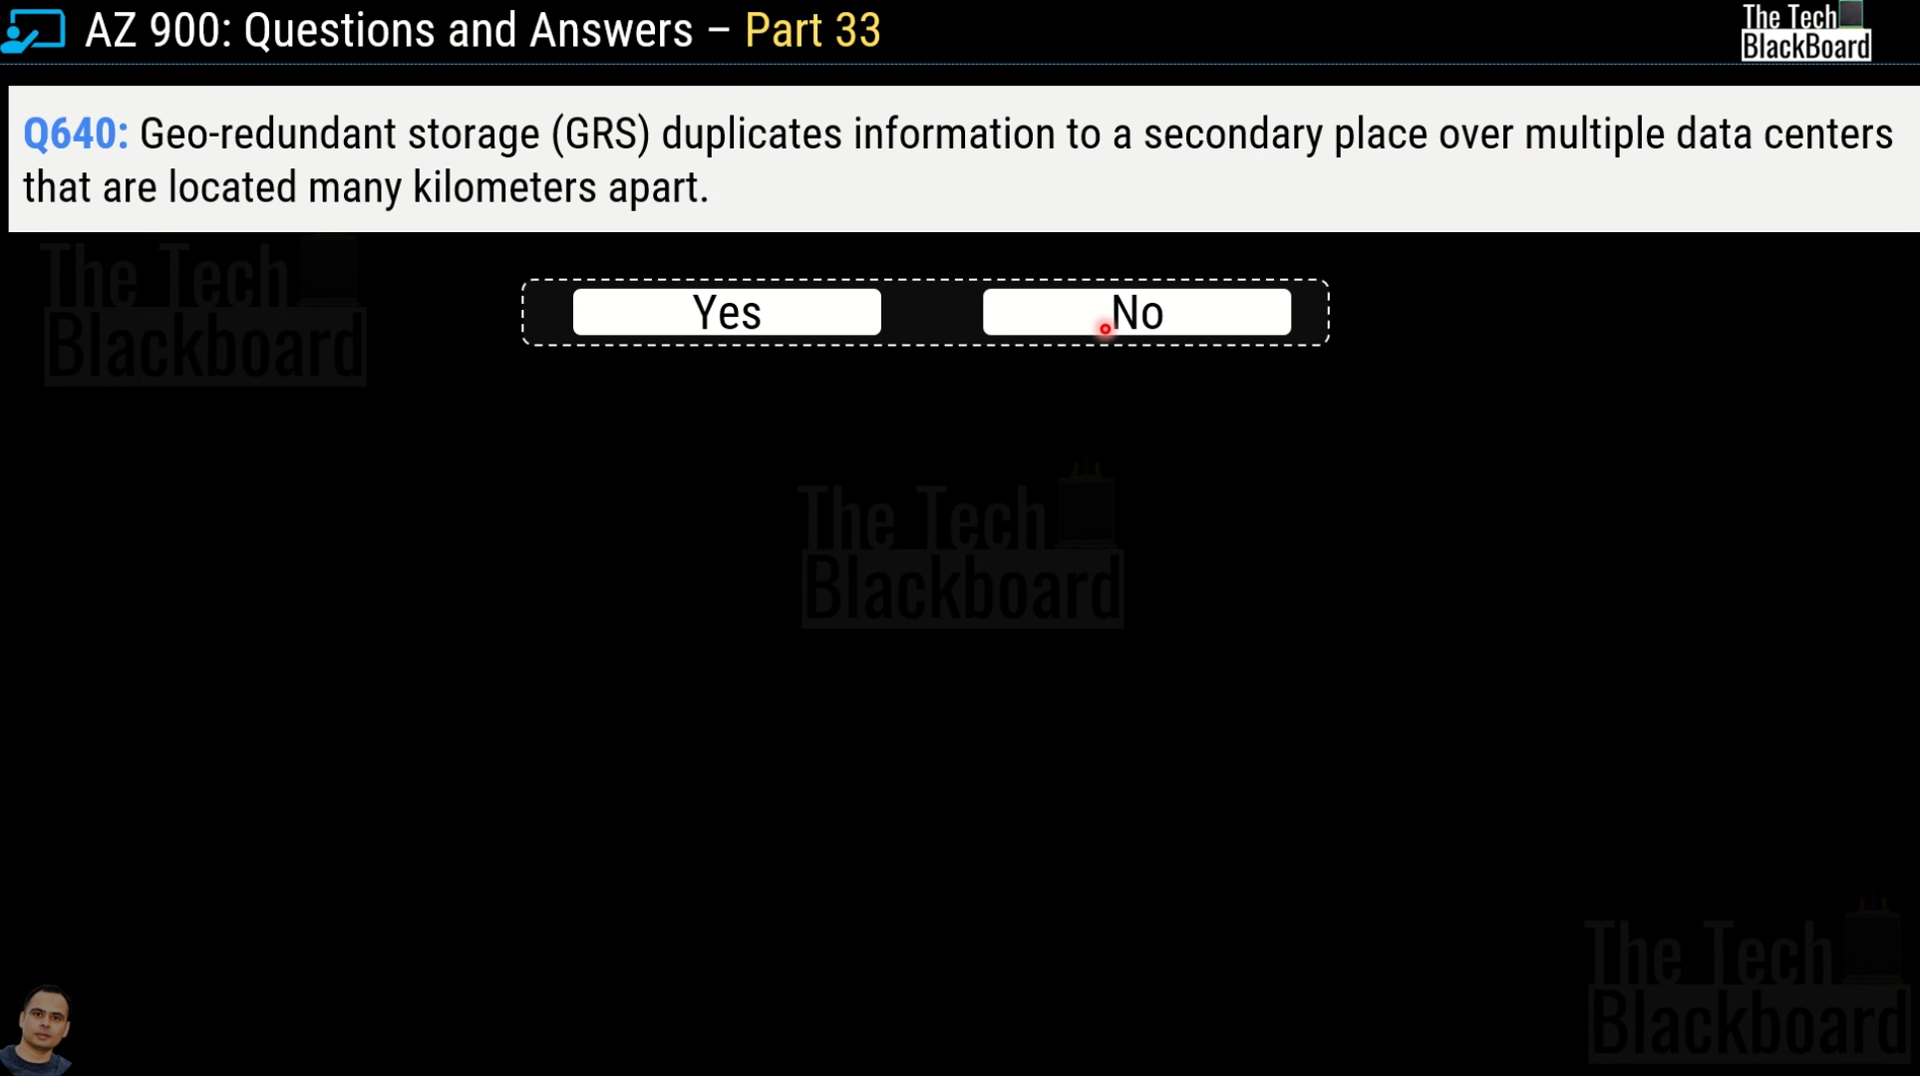 AZ 900: Questions and Answers – Part 33
The Tech
BlackBoard
Q640: Geo-redundant storage (GRS) duplicates information to a secondary place over multiple data centers
that are located many kilometers apart.
Yes
No
The Tech
Blackboard
The Tech
Blackboard
The Tech
Blackboard